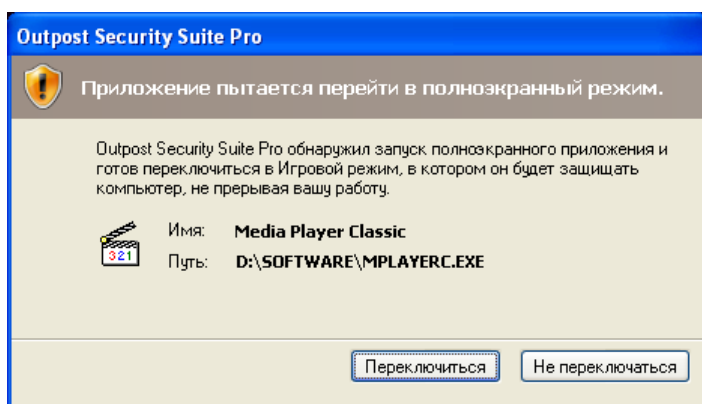 Outpost Security Suite Pro
Приложение пытается перейти в полноэкранный режим.
Outpost Security Suite Pro обнаружил запуск полноэкранного приложения и
готов переключиться в Игровой режим, в котором он будет защищать
компьютер, не прерывая вашу работу.
Имя: Media Player Classic
321
Путь: D:\SOFTWARE\MPLAYERC.EXE
Переключиться Не переключаться